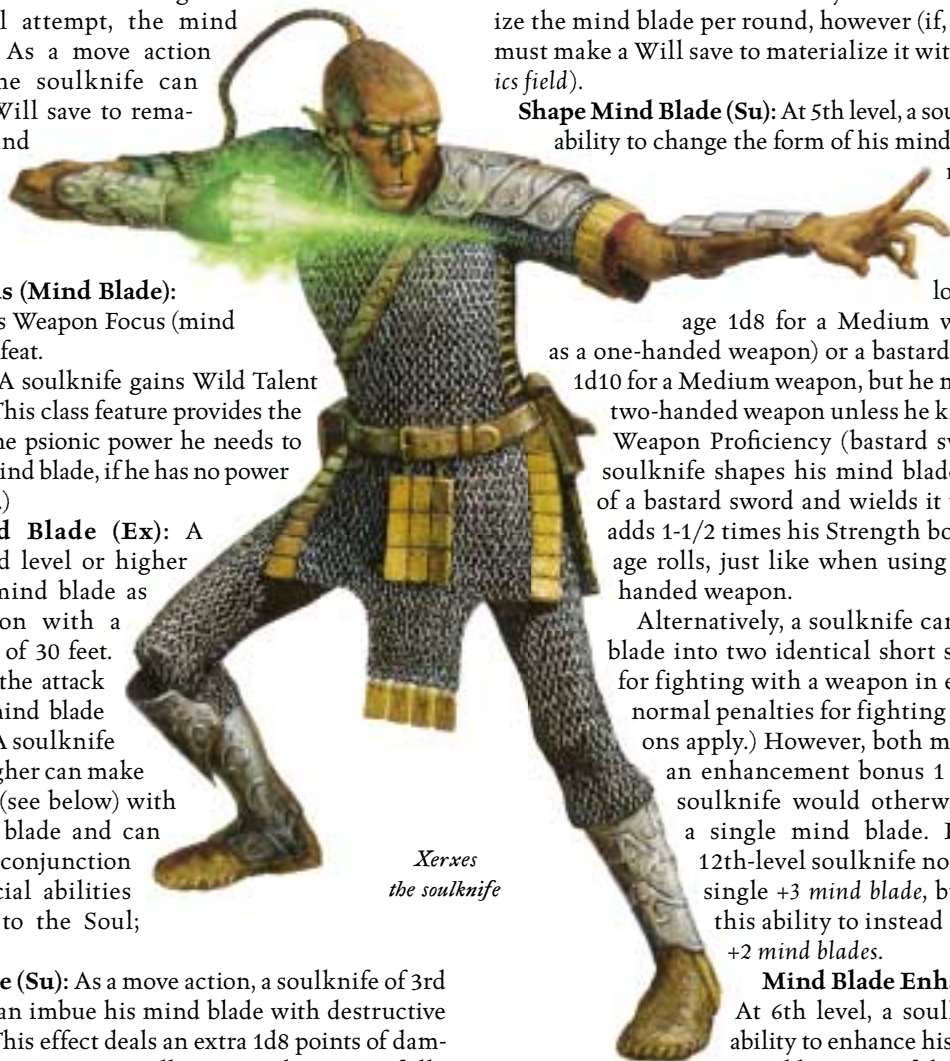 l attempt, the mind
As a move action
ne soulknife can
Will save to rema-
nd
s (Mind Blade):
s Weapon Focus (mind
feat.
A soulknife gains Wild Talent
This class feature provides the
ne psionic power he needs to
ind blade, if he has no power
.)
d Blade (Ex): A
d level or higher
mind blade as
on with a
of 30 feet.
the attack
mind blade
A soulknife
gher can make
(see below) with
blade and can
conjunction
cial abilities
to the Soul;
e (Su): As a move action, a soulknife of 3rd
an imbue his mind blade with destructive
This effect deals an extra 1d8 points of dam-
Xerxes
the soulknife
ize the mind blade per round, however (if,
must make a Will save to materialize it wit
ics field).
Shape Mind Blade (Su): At 5th level, a sou
ability to change the form of his mind
lo
age 1d8 for a Medium w
as a one-handed weapon) or a bastard
1d10 for a Medium weapon, but he m
two-handed weapon unless he k
Weapon Proficiency (bastard sw
soulknife shapes his mind blade
of a bastard sword and wields it
adds 1-1/2 times his Strength bo
age rolls, just like when using
handed weapon.
Alternatively, a soulknife can
blade into two identical short s
for fighting with a weapon in e
normal penalties for fighting
ons apply.) However, both m
an enhancement bonus 1
soulknife would otherw
a single mind blade.
12th-level soulknife no
single +3 mind blade, b
this ability to instead
+2 mind blades.
Mind Blade Enh
At 6th level, a soul
ability to enhance his